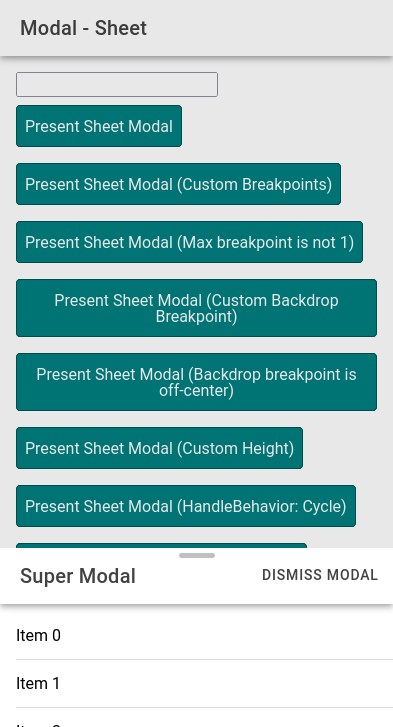 Modal - Sheet
Present Sheet Modal
Present Sheet Modal (Custom Breakpoints)
Present Sheet Modal (Max breakpoint is not 1)
Present Sheet Modal (Custom Backdrop
Breakpoint)
Present Sheet Modal (Backdrop breakpoint is
off-center)
Present Sheet Modal (Custom Height)
Present Sheet Modal (HandleBehavior: Cycle)
Super Modal
DISMISS MODAL
Item 0
Item 1